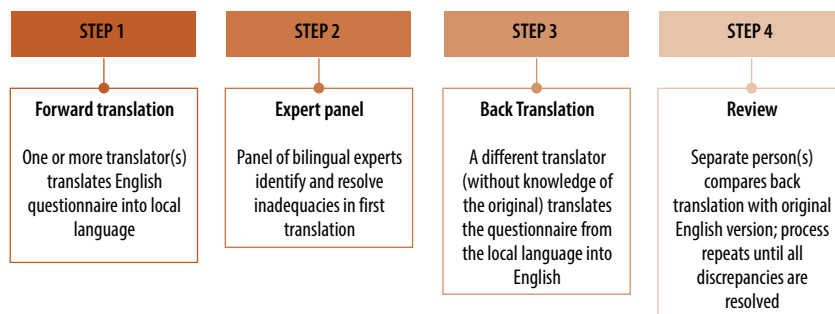 STEP 1
Forward translation
One or more translator(s)
translates English
questionnaire into local
language
STEP 2
Expert panel
Panel of bilingual experts
identify and resolve
inadequacies in first
translation
STEP 3
Back Translation
A different translator
(without knowledge of
the original) translates
the questionnaire from
the local language into
English
STEP 4
Review
Separate person(s)
compares back
translation with original
English version; process
repeats until all
discrepancies are
resolved